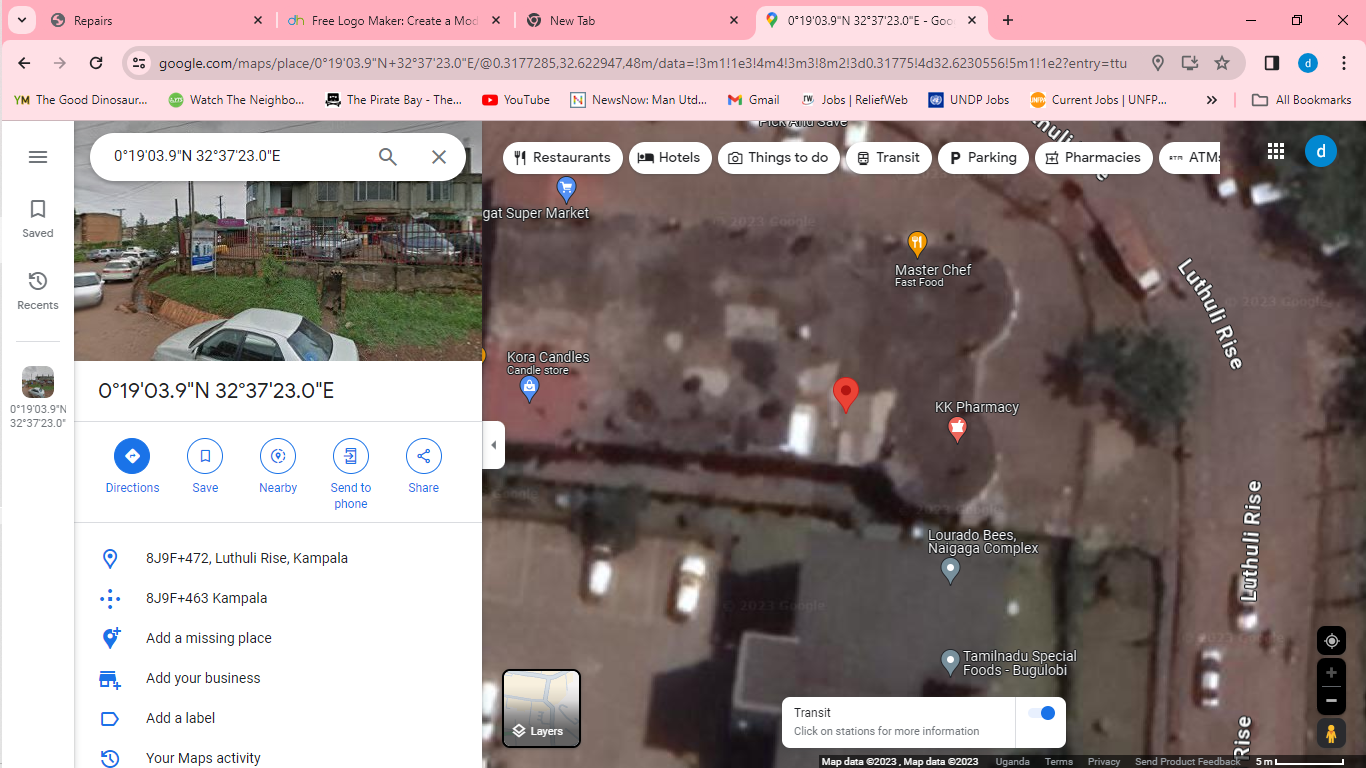 Repairs
Free Logo Maker: Create a Mod
New Tab
0°19'03.9"N 32°37'23.0"E - Goo
google.com/maps/place/0°19'03.9"N+32°37'23.0"E/@0.3177285,32.622947,48m/data=!3m1!1e3!4m4!3m3!8m2!3d0.31775!4d32.6230556!5m1!1e2?entry=ttu
d
YM The Good Dinosaur...
Watch The Neighbo...
The Pirate Bay - The...
YouTube
NewsNow: Man Utd...
Gmail
Jobs | ReliefWeb
UNDP Jobs
Current Jobs | UNFP...
All Bookmarks
0°19'03.9"N 32°37'23.0"E
Restaurants
Hotels
Things to do
Transit
Parking
Pharmacies
ATMs
d
Saved
Recents
0°19'03.9"N
32°37'23.0"
0°19'03.9"N 32°37'23.0"E
Directions
Save
Nearby
Send to
phone
Share
8J9F+472, Luthuli Rise, Kampala
8J9F+463 Kampala
Add a missing place
Add your business
Add a label
Your Maps activity
Pick And Save
gat Super Market
© 2023 Google
Master Chef
Fast Food
Luthuli Rise
© 2023 Google
Kora Candles
Candle store
KK Pharmacy
2023
Lourado Bees,
Naigaga Complex
Luthuli Rise
© 2023 Google
© 2023 Google
Tamilnadu Special
Foods - Bugulobi
Rise
Layers
Transit
Click on stations for more information
Map data ©2023 , Map data ©2023
Uganda
Terms
Privacy
Send Product Feedback
5 m